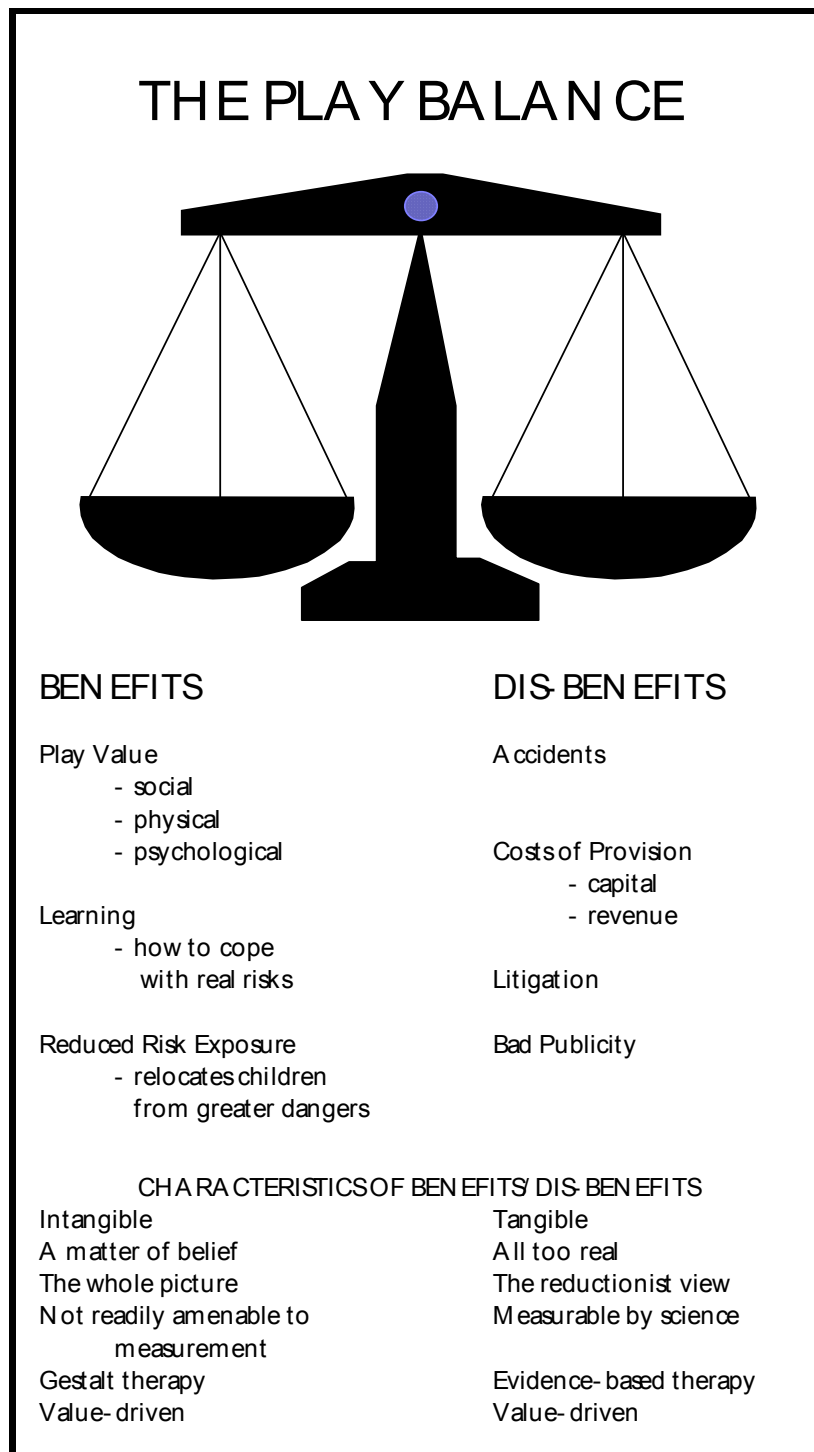 THE PLAY BALANCE
BENEFITS
Play Value
- social
- physical
- psychological
Learning
- how to cope
with real risks
Reduced Risk Exposure
- relocates children
from greater dangers
DIS-BENEFITS
Accidents
Costs of Provision
- capital
- revenue
Litigation
Bad Publicity
CHARACTERISTICS OF BENEFITS/DIS-BENEFITS
Intangible
A matter of belief
The whole picture
Not readily amenable to
measurement
Gestalt therapy
Value-driven
Tangible
All too real
The reductionist view
Measurable by science
Evidence-based therapy
Value-driven